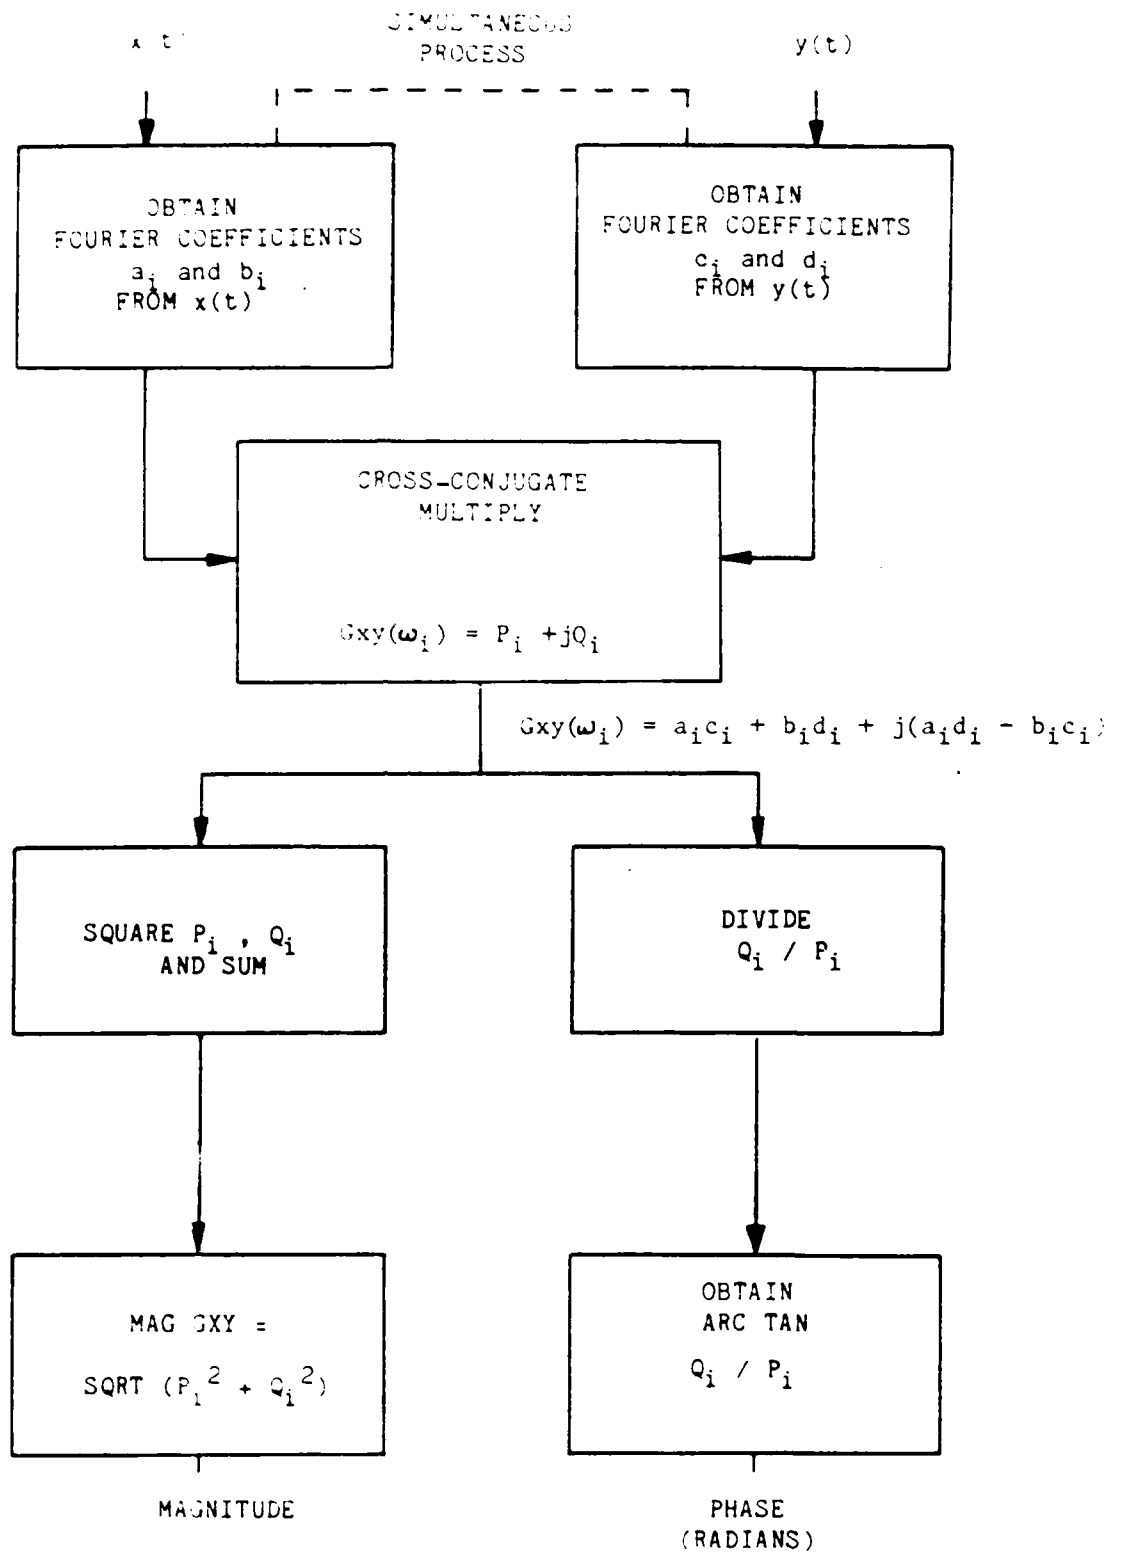 SIMULTANEOUS
PROCESS
x(t)
y(t)
OBTAIN
FOURIER COEFFICIENTS
a_i and b_i
FROM x(t)
OBTAIN
FOURIER COEFFICIENTS
c_i and d_i
FROM y(t)
CROSS-CONJUGATE
MULTIPLY
Gxy(ω_i) = P_i +jQ_i
Gxy(ω_i) = a_ic_i + b_id_i + j(a_id_i - b_ic_i)
SQUARE P_i , Q_i
AND SUM
DIVIDE
Q_i / P_i
MAG GXY =
SQRT (P_i^2 + Q_i^2)
OBTAIN
ARC TAN
Q_i / P_i
MAGNITUDE
PHASE
(RADIANS)